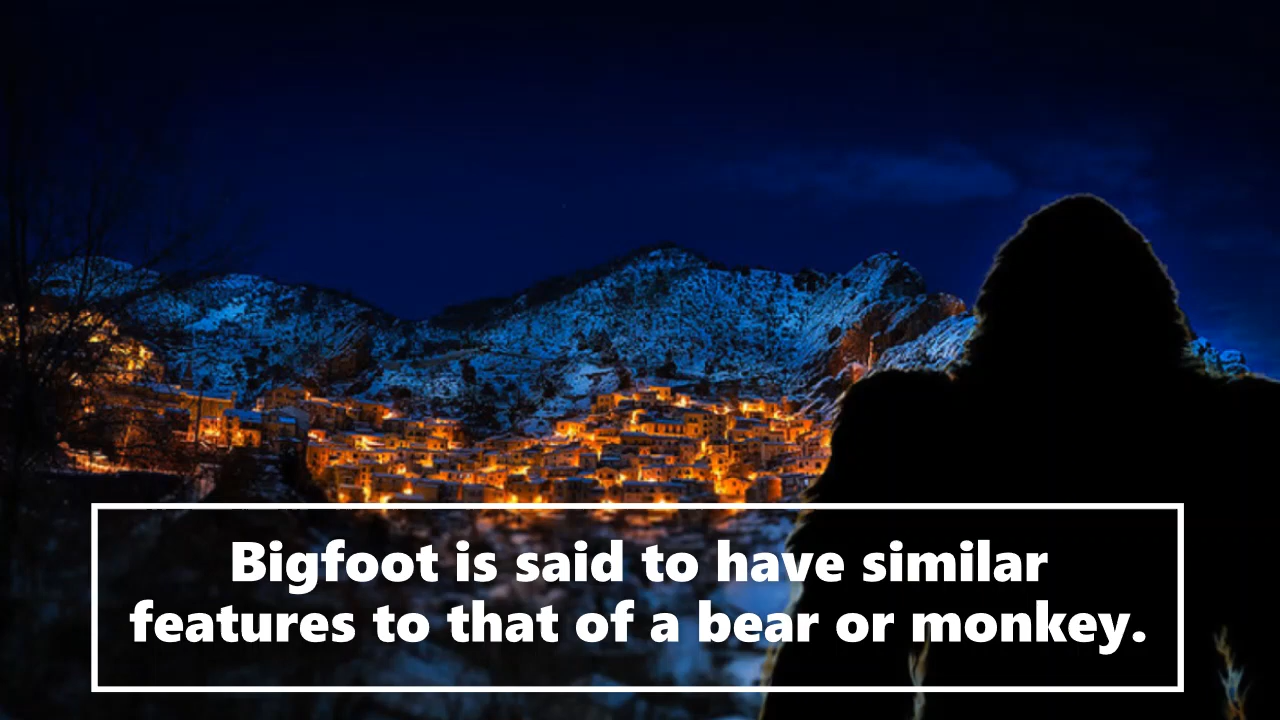 Bigfoot is said to have similar
features to that of a bear or monkey.